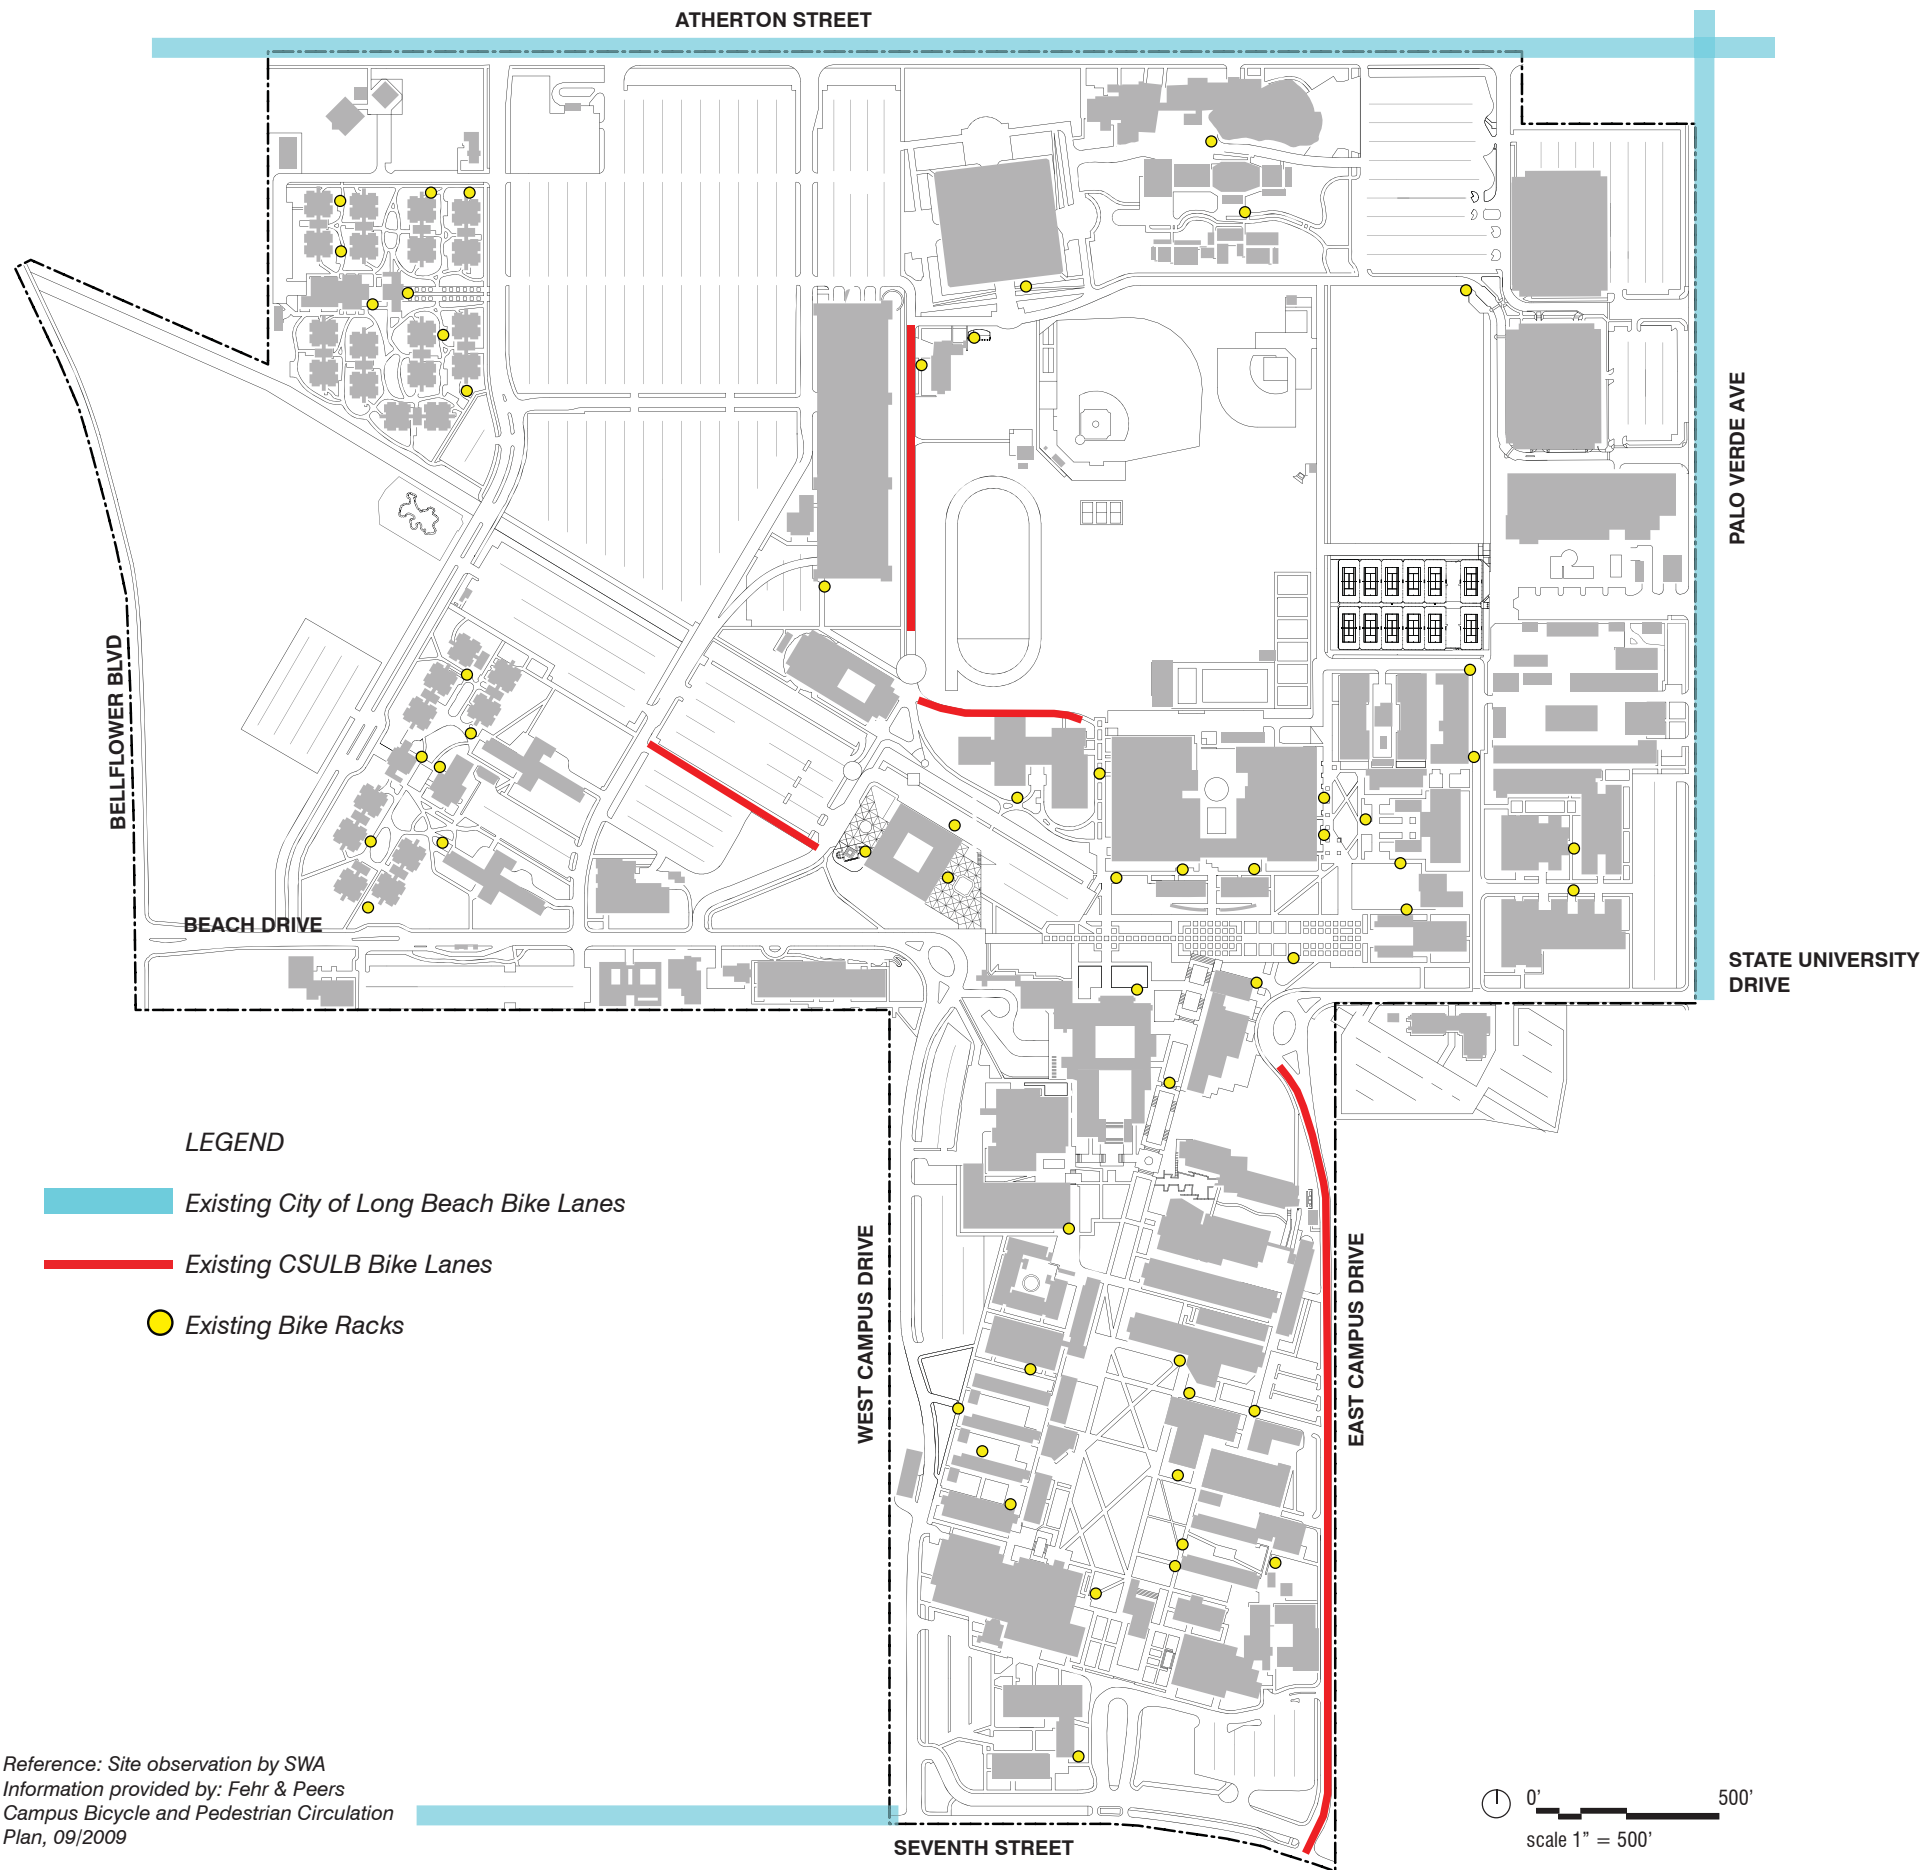 ATHERTON STREET
PALO VERDE AVE
BELLFLOWER BLVD
BEACH DRIVE
STATE UNIVERSITY
DRIVE
LEGEND
Existing City of Long Beach Bike Lanes
Existing CSULB Bike Lanes
Existing Bike Racks
WEST CAMPUS DRIVE
EAST CAMPUS DRIVE
Reference: Site observation by SWA
Information provided by: Fehr & Peers
Campus Bicycle and Pedestrian Circulation
Plan, 09/2009
SEVENTH STREET
0' 500'
scale 1" = 500'